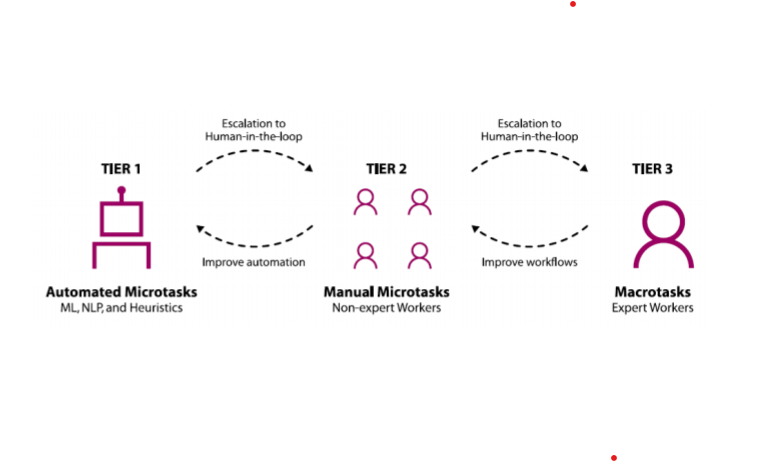 Escalation to
Human-in-the-loop
Escalation to
Human-in-the-loop
TIER 1
TIER 2
TIER 3
Improve automation
Improve workflows
Automated Microtasks
ML, NLP, and Heuristics
Manual Microtasks
Non-expert Workers
Macrotasks
Expert Workers